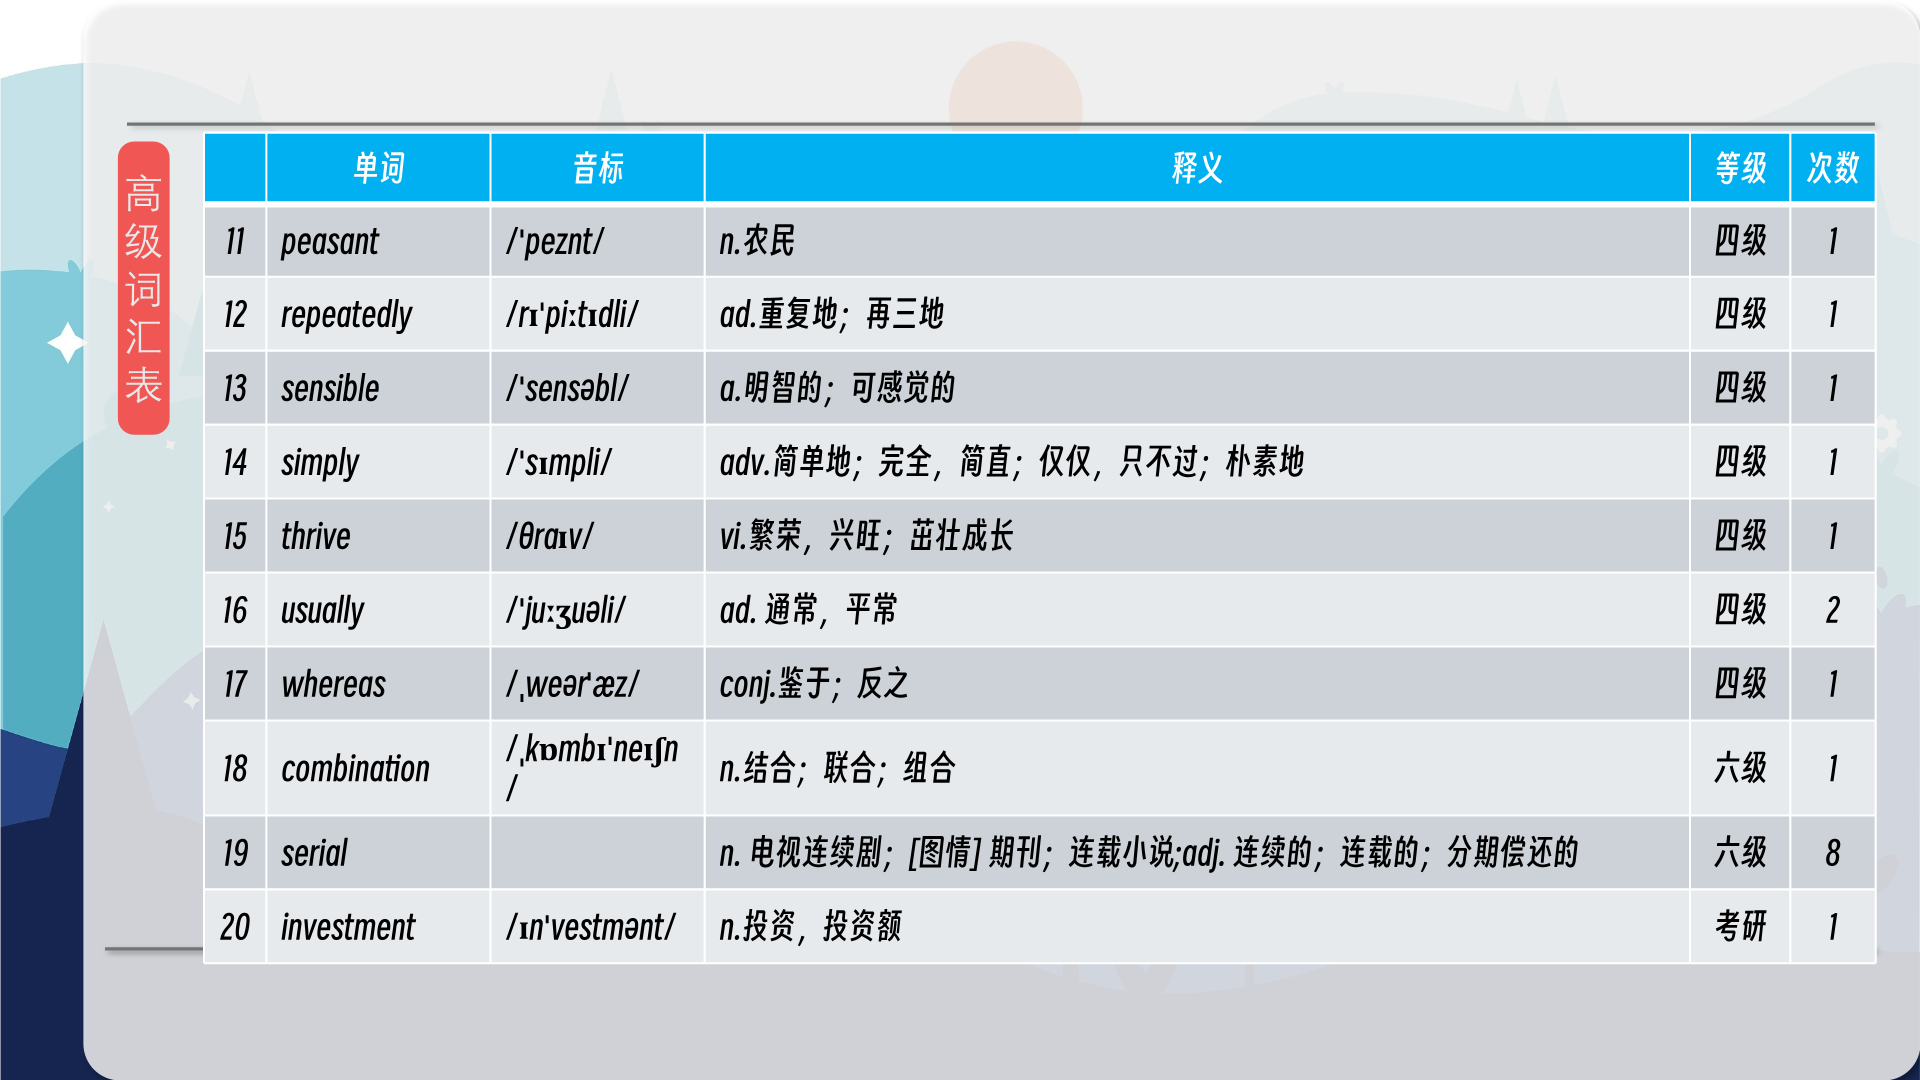 高级词汇表
单词 音标 释义 等级 次数
11 peasant /'peznt/ n.农民 四级 1
12 repeatedly /rɪ'piːtɪdli/ ad.重复地；再三地 四级 1
13 sensible /'sensəbl/ a.明智的；可感觉的 四级 1
14 simply /'sɪmpli/ adv.简单地；完全，简直；仅仅，只不过；朴素地 四级 1
15 thrive /θraɪv/ vi.繁荣，兴旺；茁壮成长 四级 1
16 usually /'juːʒuəli/ ad. 通常，平常 四级 2
17 whereas /ˌweər'æz/ conj.鉴于；反之 四级 1
18 combination /ˌkɒmbɪ'neɪʃn
/ n.结合；联合；组合 六级 1
19 serial n. 电视连续剧；[图情] 期刊；连载小说;adj. 连续的；连载的；分期偿还的 六级 8
20 investment /ɪn'vestmənt/ n.投资，投资额 考研 1